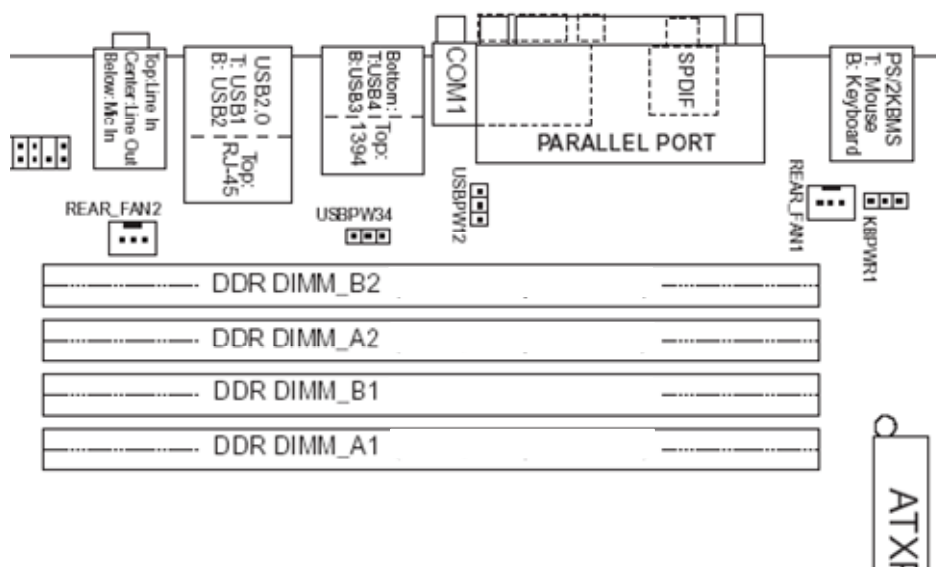 Top:Line In
Center:Line Out
Below:Mic In
USB2.0
T: USB1
B: USB2
Top:
RJ-45
Bottom:
T:USB4
B:USB3
Top:
1394
COM1
SPDIF
PARALLEL PORT
PS/2KBMS
T: Mouse
B: Keyboard
REAR_FAN2
USBPW34
USBPW12
REAR_FAN1
KBPWR1
DDR DIMM_B2
DDR DIMM_A2
DDR DIMM_B1
DDR DIMM_A1